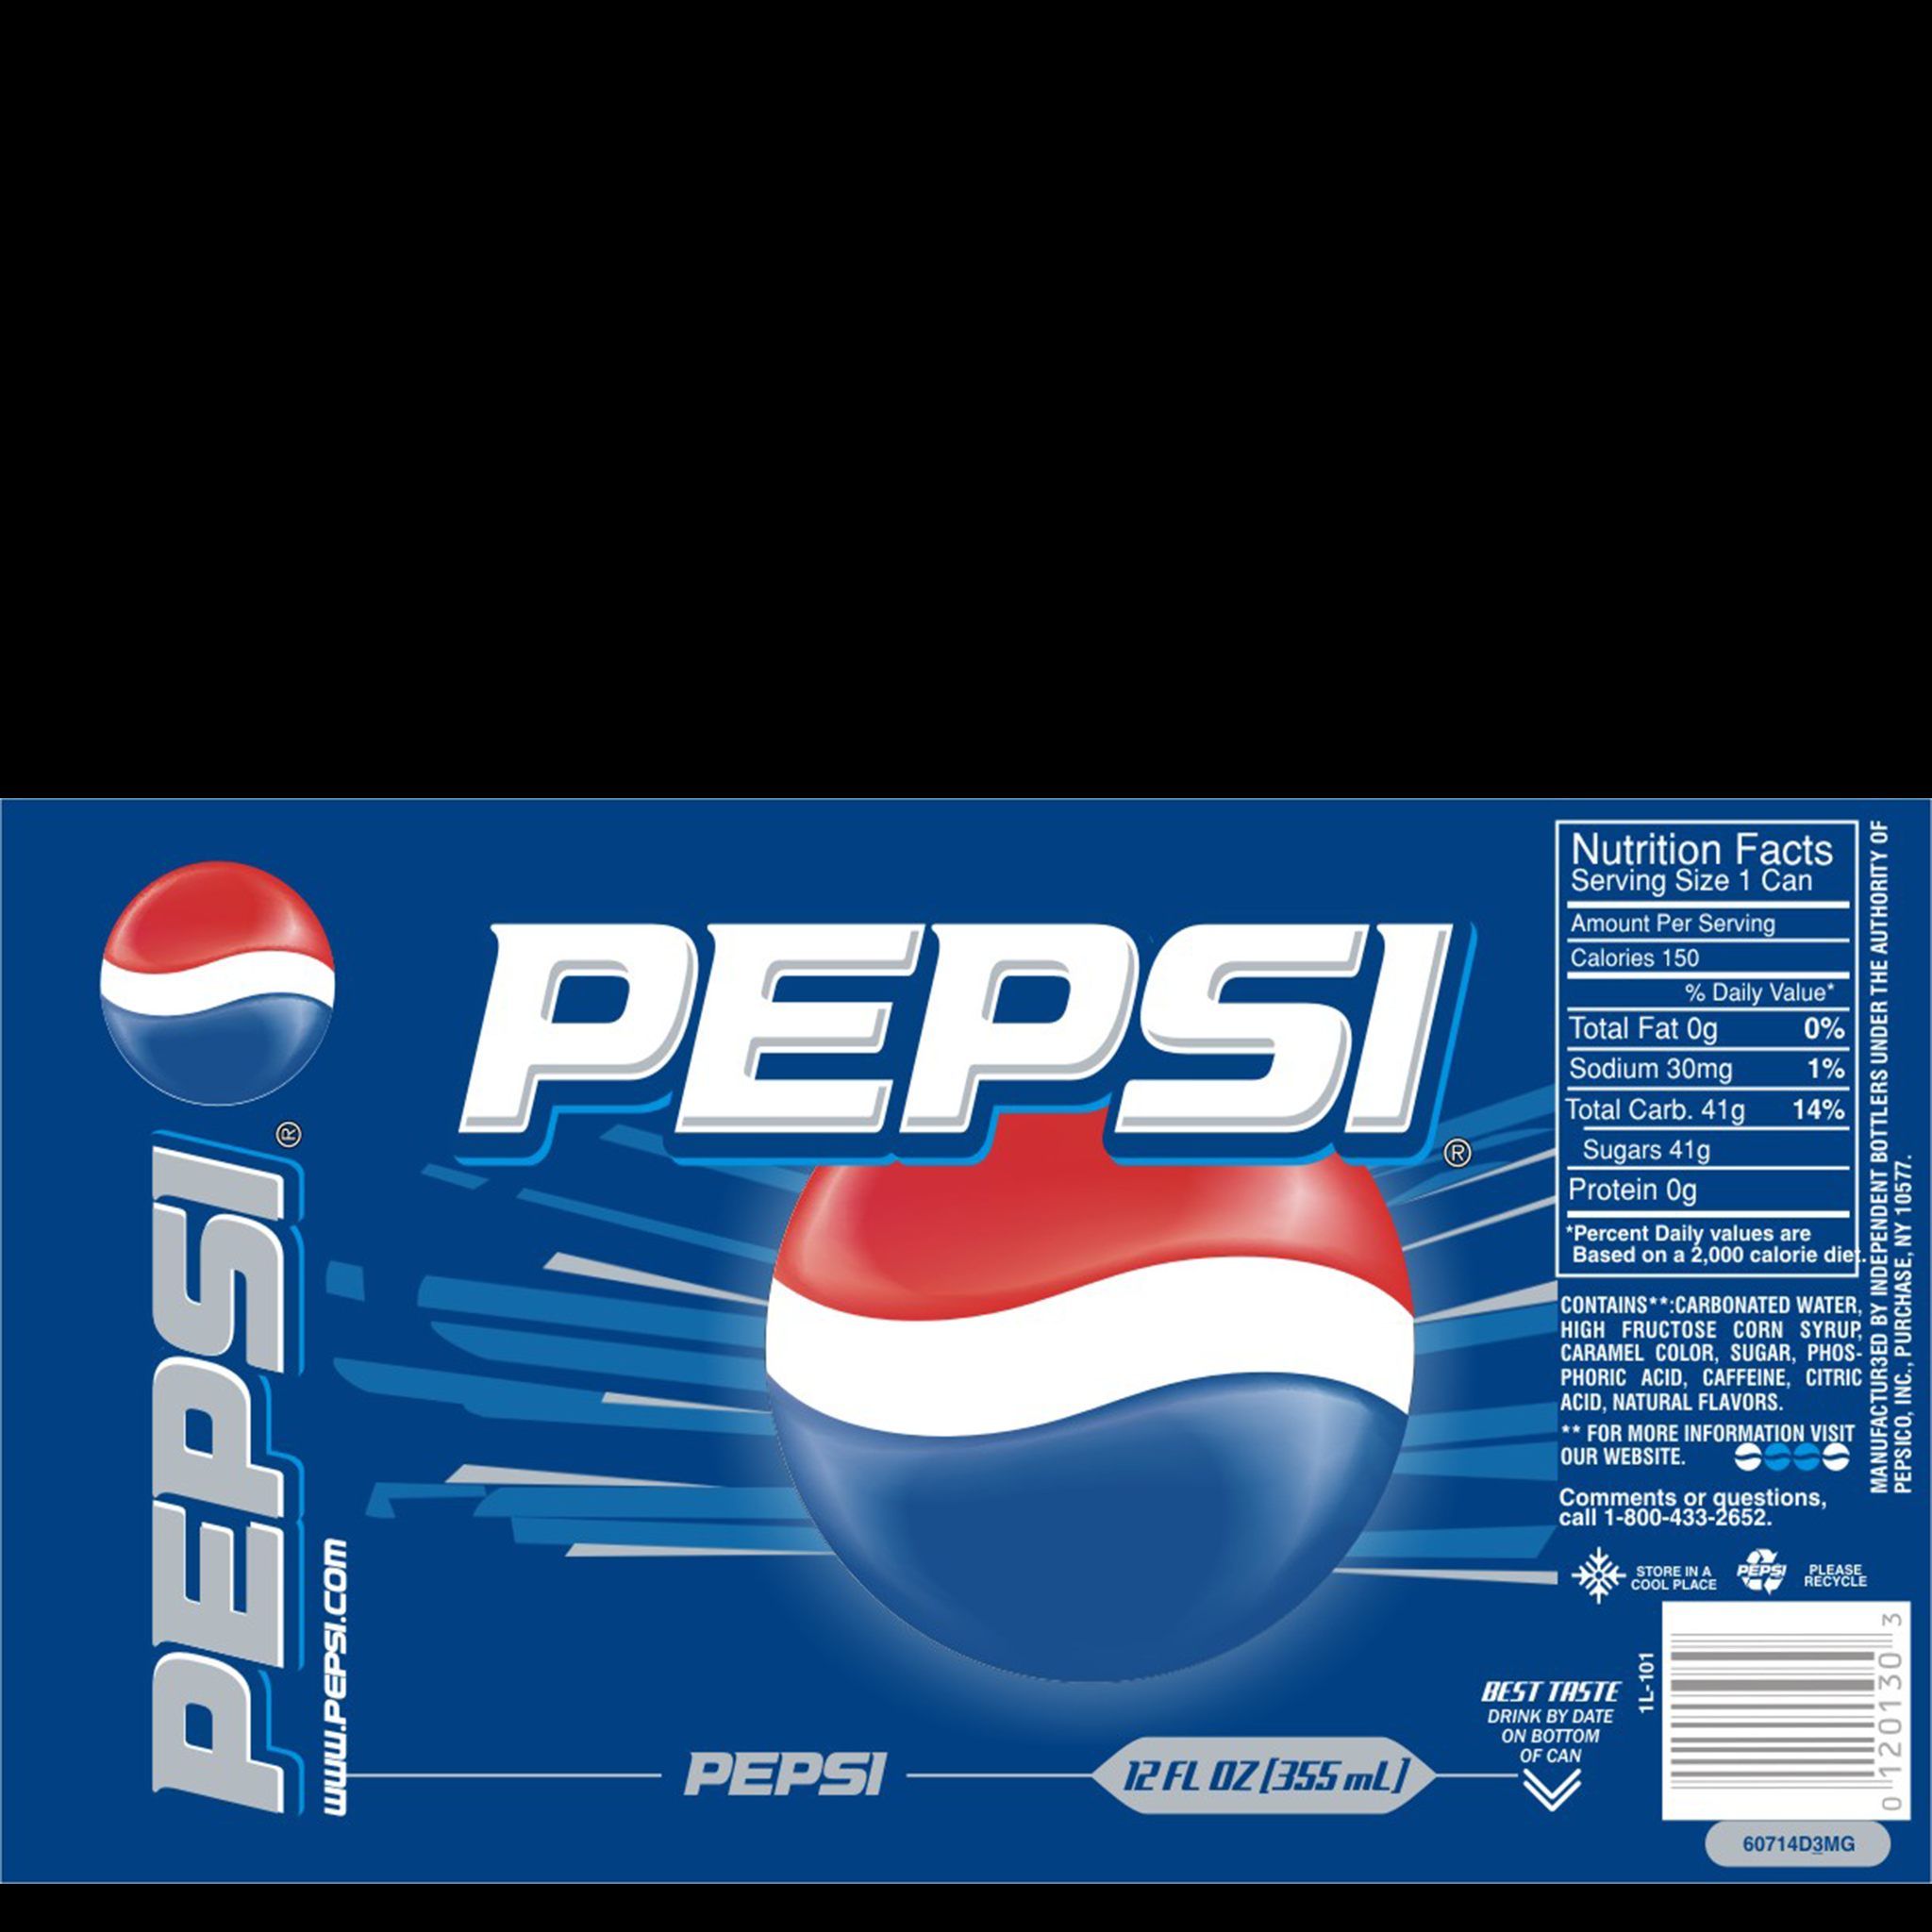 PEPSI
®
www.PEPSI.COM
PEPSI
®
PEPSI
12 FL OZ [355 mL]
BEST TASTE
DRINK BY DATE
ON BOTTOM
OF CAN
Nutrition Facts
Serving Size 1 Can
Amount Per Serving
Calories 150
% Daily Value*
Total Fat 0g 0%
Sodium 30mg 1%
Total Carb. 41g 14%
Sugars 41g
Protein 0g
*Percent Daily values are
Based on a 2,000 calorie diet.
CONTAINS**:CARBONATED WATER,
HIGH FRUCTOSE CORN SYRUP,
CARAMEL COLOR, SUGAR, PHOS-
PHORIC ACID, CAFFEINE, CITRIC
ACID, NATURAL FLAVORS.
** FOR MORE INFORMATION VISIT
OUR WEBSITE.
Comments or questions,
call 1-800-433-2652.
STORE IN A
COOL PLACE
PEPSI
PLEASE
RECYCLE
MANUFACTUR3ED BY INDEPENDENT BOTTLERS UNDER THE AUTHORITY OF
PEPSICO, INC., PURCHASE, NY 10577.
1L-101
0 120130 3
60714D3MG